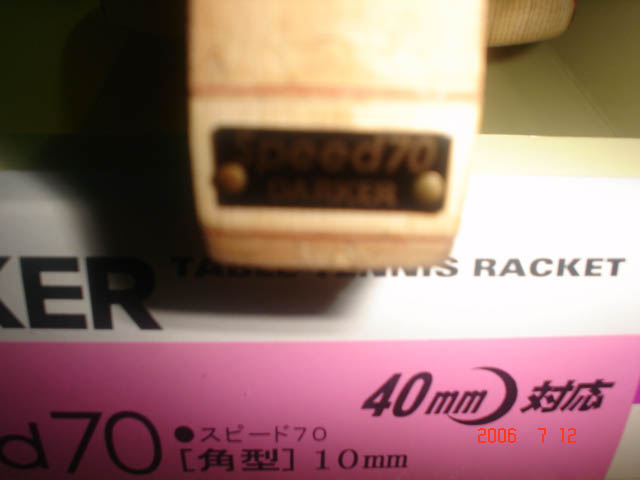 Speed70
DARKER
KER TABLE TENNIS RACKET
40mm 対応
d70 ●スピード70
[角型] 10mm
2006 7 12